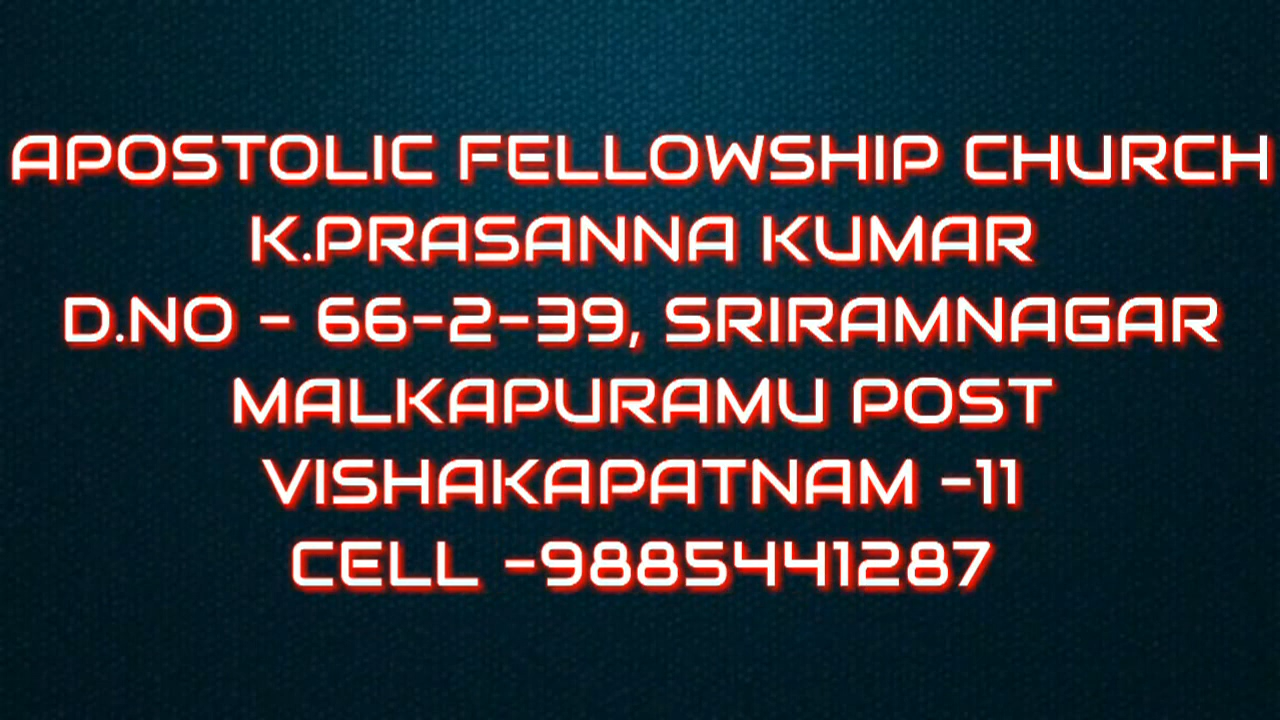 APOSTOLIC FELLOWSHIP CHURCH
K.PRASANNA KUMAR
D.NO - 66-2-39, SRIRAMNAGAR
MALKAPURAMU POST
VISHAKAPATNAM -11
CELL -9885441287